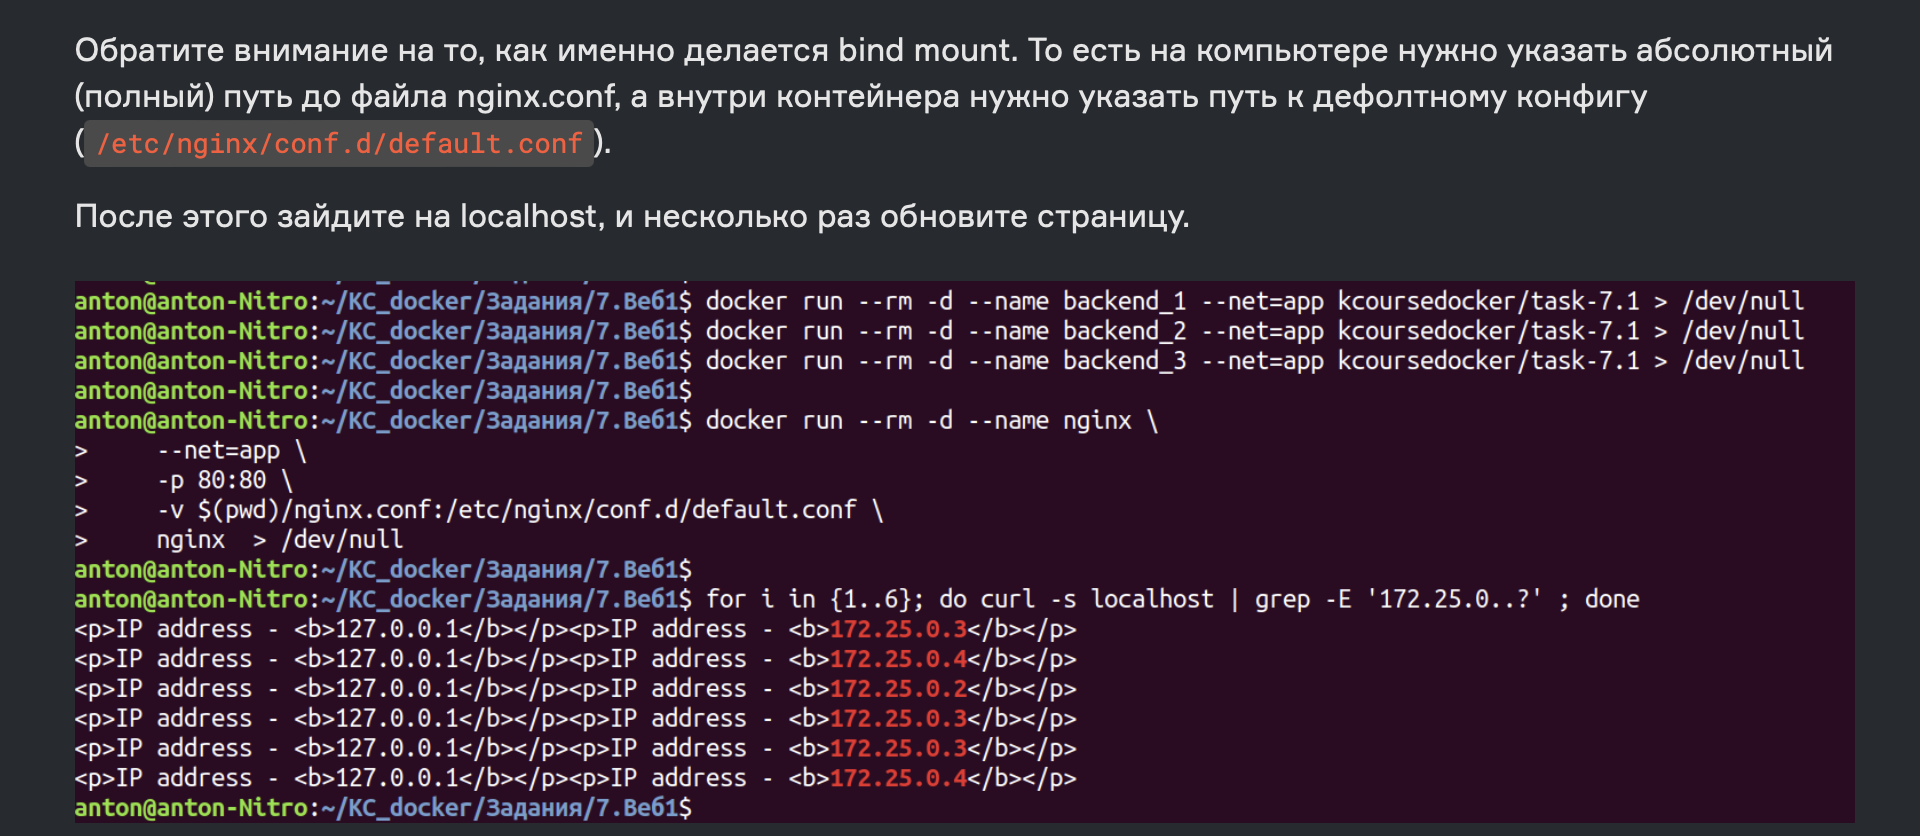 Обратите внимание на то, как именно делается bind mount. То есть на компьютере нужно указать абсолютный
(полный) путь до файла nginx.conf, а внутри контейнера нужно указать путь к дефолтному конфигу
( /etc/nginx/conf.d/default.conf ).
После этого зайдите на localhost, и несколько раз обновите страницу.
anton@anton-Nitro:~/KC_docker/Задания/7.Веб1$ docker run --rm -d --name backend_1 --net=app kcoursedocker/task-7.1 > /dev/null
anton@anton-Nitro:~/KC_docker/Задания/7.Веб1$ docker run --rm -d --name backend_2 --net=app kcoursedocker/task-7.1 > /dev/null
anton@anton-Nitro:~/KC_docker/Задания/7.Веб1$ docker run --rm -d --name backend_3 --net=app kcoursedocker/task-7.1 > /dev/null
anton@anton-Nitro:~/KC_docker/Задания/7.Веб1$
anton@anton-Nitro:~/KC_docker/Задания/7.Веб1$ docker run --rm -d --name nginx \
>     --net=app \
>     -p 80:80 \
>     -v $(pwd)/nginx.conf:/etc/nginx/conf.d/default.conf \
>     nginx  > /dev/null
anton@anton-Nitro:~/KC_docker/Задания/7.Веб1$
anton@anton-Nitro:~/KC_docker/Задания/7.Веб1$ for i in {1..6}; do curl -s localhost | grep -E '172.25.0..?' ; done
<p>IP address - <b>127.0.0.1</b></p><p>IP address - <b>172.25.0.3</b></p>
<p>IP address - <b>127.0.0.1</b></p><p>IP address - <b>172.25.0.4</b></p>
<p>IP address - <b>127.0.0.1</b></p><p>IP address - <b>172.25.0.2</b></p>
<p>IP address - <b>127.0.0.1</b></p><p>IP address - <b>172.25.0.3</b></p>
<p>IP address - <b>127.0.0.1</b></p><p>IP address - <b>172.25.0.3</b></p>
<p>IP address - <b>127.0.0.1</b></p><p>IP address - <b>172.25.0.4</b></p>
anton@anton-Nitro:~/KC_docker/Задания/7.Веб1$